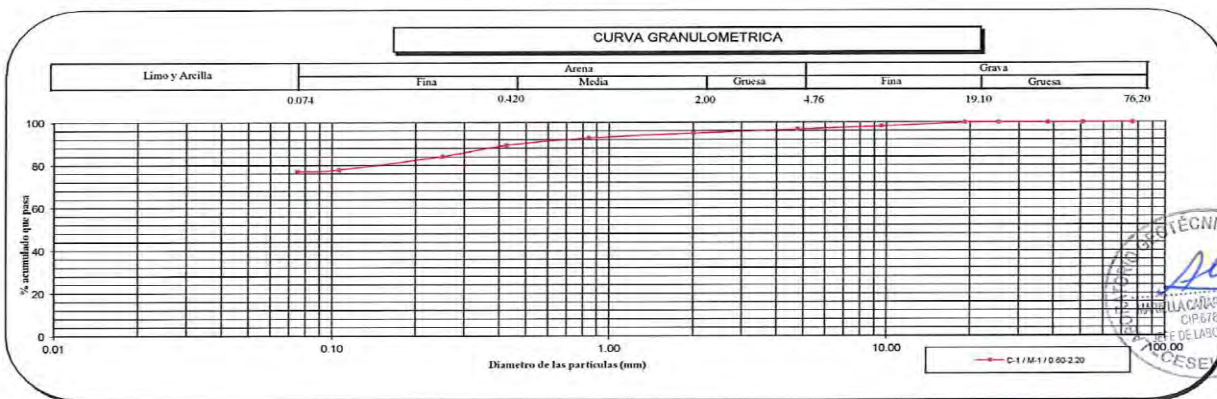 CURVA GRANULOMETRICA
Limo y Arcilla
Arena
Grava
Fina
Media
Gruesa
Fina
Gruesa
0.074
0.420
2.00
4.76
19.10
76,20
% acumulado que pasa
100
80
60
40
20
0
0.01
0.10
1.00
10.00
100.00
Diametro de las particulas (mm)
C-1 / M-1 / 0.60-2.20